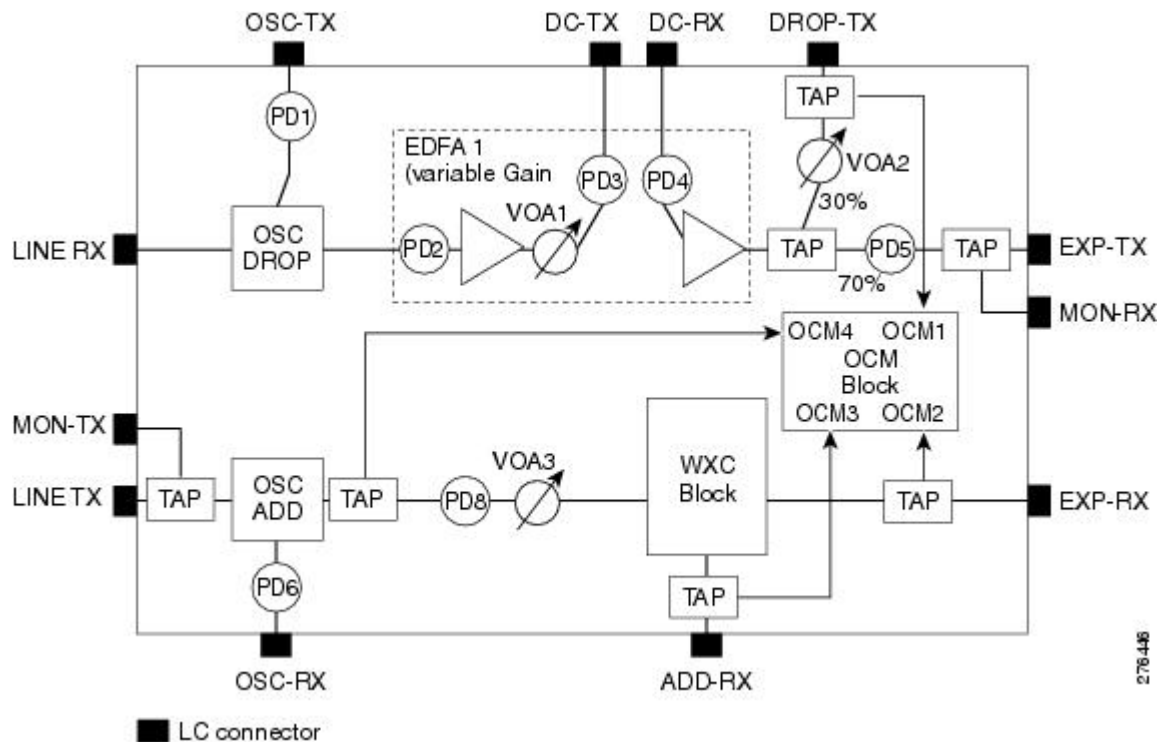 OSC-TX
DC-TX
DC-RX
DROP-TX
TAP
PD1
EDFA 1
(variable Gain
PD3
PD4
VOA2
30%
LINE RX
OSC
DROP
PD2
VOA1
TAP
PD5
70%
TAP
EXP-TX
MON-RX
OCM4
OCM1
OCM
Block
OCM3
OCM2
MON-TX
LINE TX
TAP
OSC
ADD
TAP
PD8
VOA3
WXC
Block
TAP
EXP-RX
PD6
TAP
OSC-RX
ADD-RX
276446
LC connector